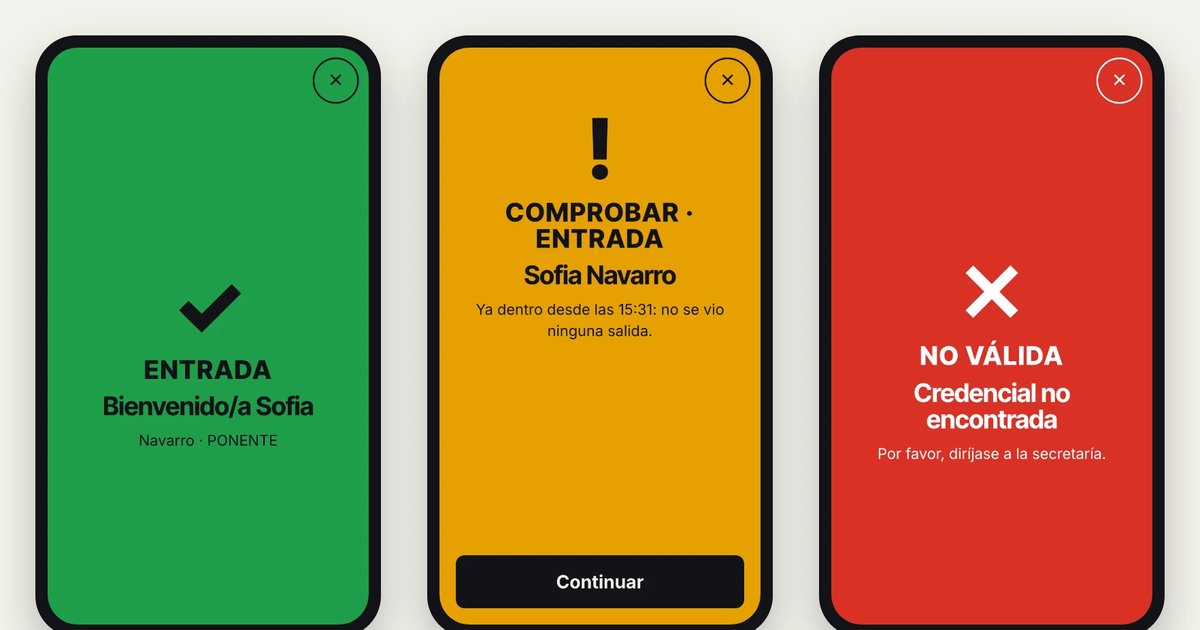 ENTRADA
Bienvenido/a Sofia
Navarro · PONENTE
!
COMPROBAR ·
ENTRADA
Sofia Navarro
Ya dentro desde las 15:31: no se vio
ninguna salida.
Continuar
NO VÁLIDA
Credencial no
encontrada
Por favor, diríjase a la secretaría.